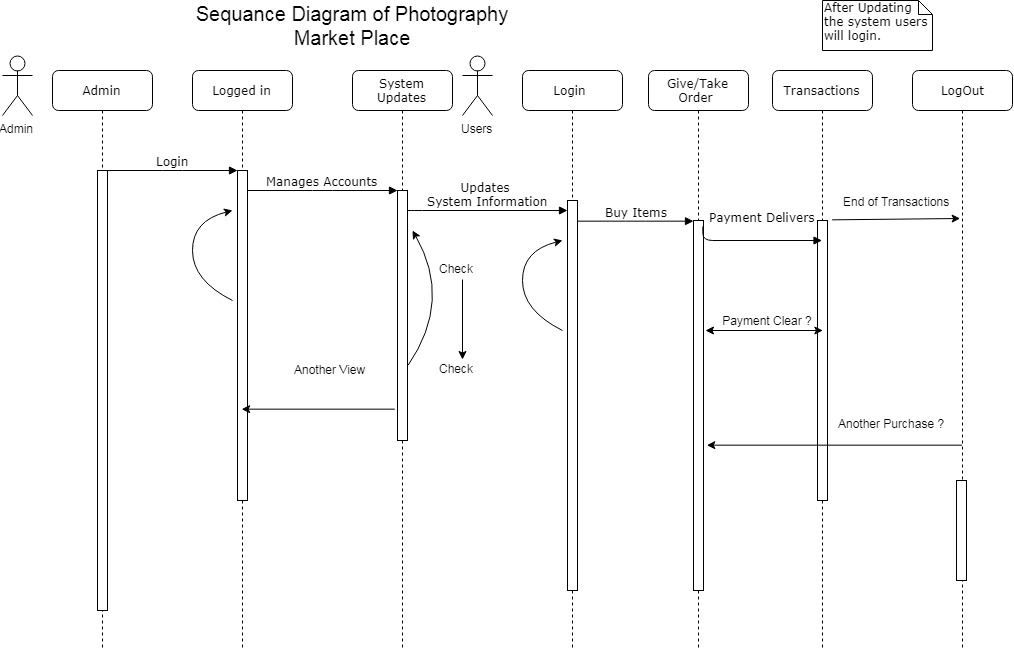 Sequance Diagram of Photography
Market Place
After Updating
the system users
will login.
Admin
Users
Admin
Logged in
System
Updates
Login
Give/Take
Order
Transactions
LogOut
Login
Manages Accounts
Updates
System Information
Buy Items
Payment Delivers
End of Transactions
Check
Payment Clear ?
Another View
Check
Another Purchase ?